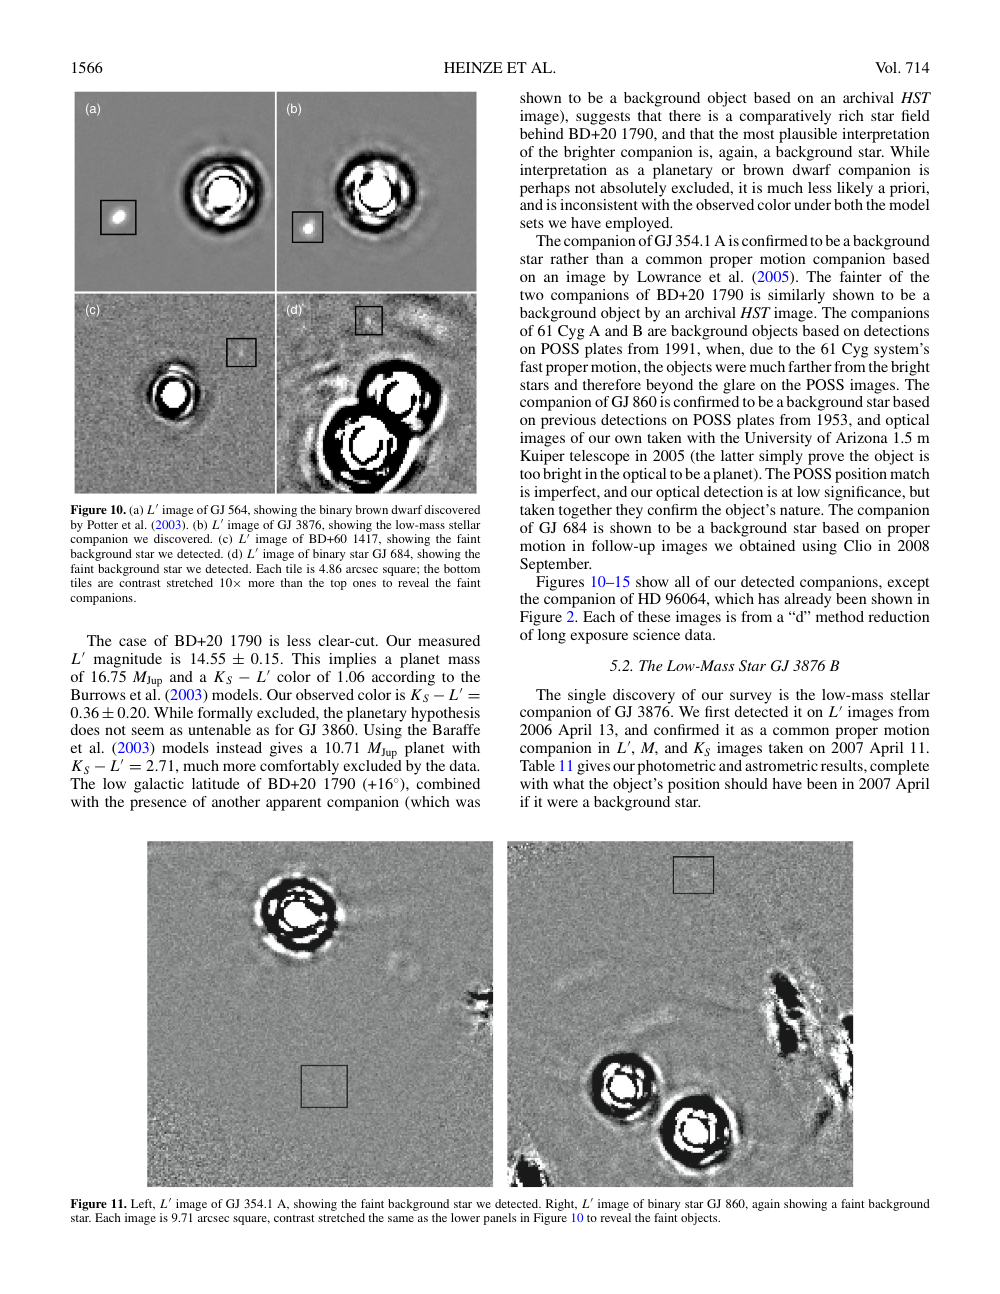 1566
HEINZE ET AL.
Vol. 714
(a)
(b)
(c)
(d)
Figure 10. (a) L′ image of GJ 564, showing the binary brown dwarf discovered
by Potter et al. (2003). (b) L′ image of GJ 3876, showing the low-mass stellar
companion we discovered. (c) L′ image of BD+60 1417, showing the faint
background star we detected. (d) L′ image of binary star GJ 684, showing the
faint background star we detected. Each tile is 4.86 arcsec square; the bottom
tiles are contrast stretched 10× more than the top ones to reveal the faint
companions.
The case of BD+20 1790 is less clear-cut. Our measured
L′ magnitude is 14.55 ± 0.15. This implies a planet mass
of 16.75 MJup and a KS − L′ color of 1.06 according to the
Burrows et al. (2003) models. Our observed color is KS − L′ =
0.36 ± 0.20. While formally excluded, the planetary hypothesis
does not seem as untenable as for GJ 3860. Using the Baraffe
et al. (2003) models instead gives a 10.71 MJup planet with
KS − L′ = 2.71, much more comfortably excluded by the data.
The low galactic latitude of BD+20 1790 (+16°), combined
with the presence of another apparent companion (which was
shown to be a background object based on an archival HST
image), suggests that there is a comparatively rich star field
behind BD+20 1790, and that the most plausible interpretation
of the brighter companion is, again, a background star. While
interpretation as a planetary or brown dwarf companion is
perhaps not absolutely excluded, it is much less likely a priori,
and is inconsistent with the observed color under both the model
sets we have employed.
The companion of GJ 354.1 A is confirmed to be a background
star rather than a common proper motion companion based
on an image by Lowrance et al. (2005). The fainter of the
two companions of BD+20 1790 is similarly shown to be a
background object by an archival HST image. The companions
of 61 Cyg A and B are background objects based on detections
on POSS plates from 1991, when, due to the 61 Cyg system's
fast proper motion, the objects were much farther from the bright
stars and therefore beyond the glare on the POSS images. The
companion of GJ 860 is confirmed to be a background star based
on previous detections on POSS plates from 1953, and optical
images of our own taken with the University of Arizona 1.5 m
Kuiper telescope in 2005 (the latter simply prove the object is
too bright in the optical to be a planet). The POSS position match
is imperfect, and our optical detection is at low significance, but
taken together they confirm the object's nature. The companion
of GJ 684 is shown to be a background star based on proper
motion in follow-up images we obtained using Clio in 2008
September.
Figures 10–15 show all of our detected companions, except
the companion of HD 96064, which has already been shown in
Figure 2. Each of these images is from a “d” method reduction
of long exposure science data.
5.2. The Low-Mass Star GJ 3876 B
The single discovery of our survey is the low-mass stellar
companion of GJ 3876. We first detected it on L′ images from
2006 April 13, and confirmed it as a common proper motion
companion in L′, M, and KS images taken on 2007 April 11.
Table 11 gives our photometric and astrometric results, complete
with what the object's position should have been in 2007 April
if it were a background star.
Figure 11. Left, L′ image of GJ 354.1 A, showing the faint background star we detected. Right, L′ image of binary star GJ 860, again showing a faint background
star. Each image is 9.71 arcsec square, contrast stretched the same as the lower panels in Figure 10 to reveal the faint objects.